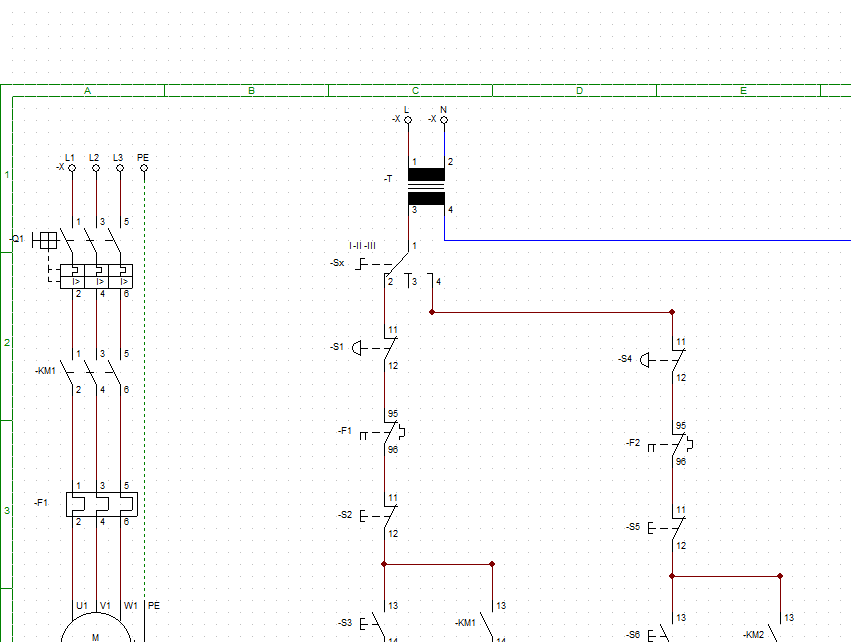 A B C D E
L N
-X -X
1 2
-T
3 4
L1 L2 L3 PE
-X
1
1 3 5
-Q1
I> I> I>
2 4 6
I-II-III
1
-Sx
2 3 4
2
1 3 5
-KM1
2 4 6
11
-S1
12
11
-S4
12
95
-F1
96
95
-F2
96
3
1 3 5
-F1
2 4 6
11
-S2
12
11
-S5
12
U1 V1 W1 PE
M
13
-S3
14
13
-KM1
14
13
-S6
13
-KM2